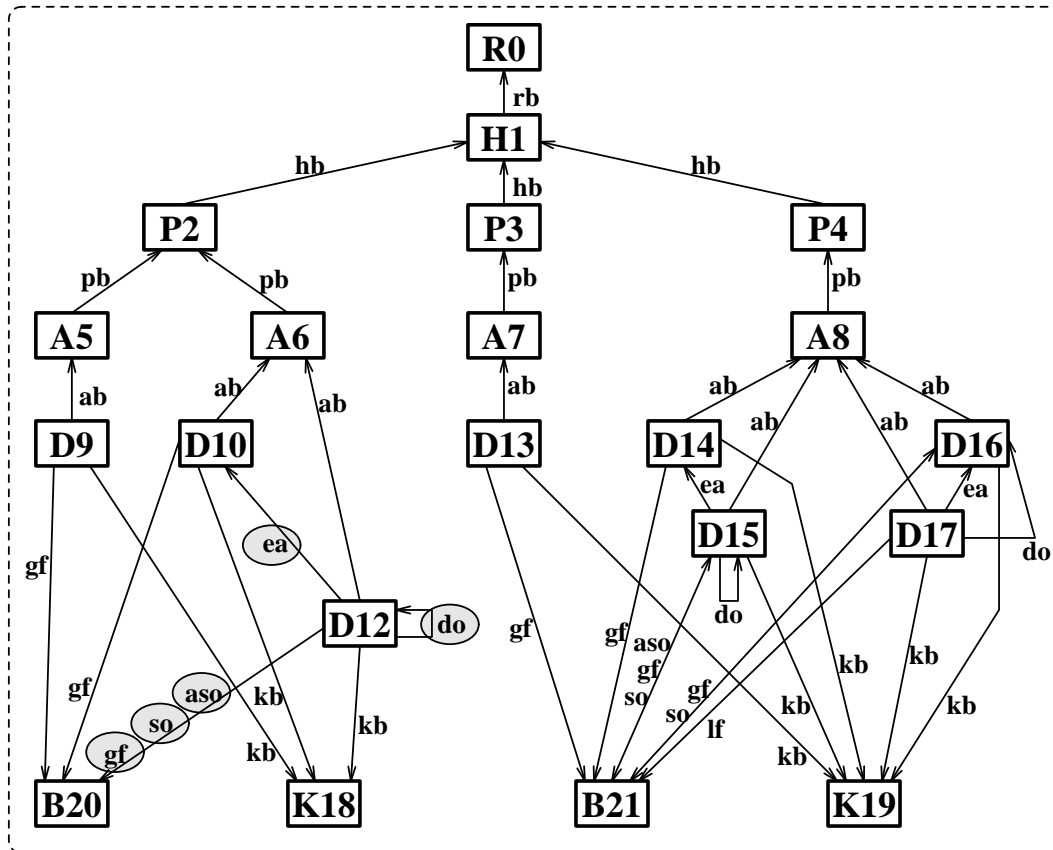 R0
rb
H1
hb
hb
hb
P2
P3
P4
pb
pb
pb
pb
A5
A6
A7
A8
ab
ab
ab
ab
ab
ab
ab
ab
D9
D10
D13
D14
D16
ea
ea
D15
D17
ea
do
gf
do
D12
do
gf
gf
aso
gf
kb
kb
gf
aso
kb
gf
so
gf
so
kb
kb
so
kb
lf
gf
kb
kb
kb
B20
K18
B21
K19